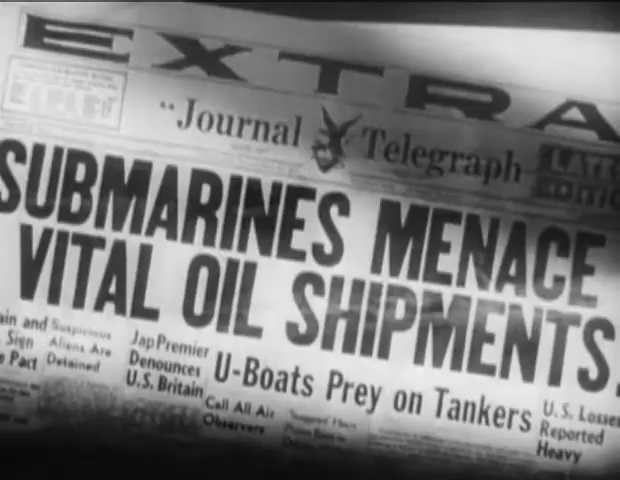 EXTRA
"Journal Telegraph
LATE
EDITION
SUBMARINES MENACE
VITAL OIL SHIPMENTS.
U-Boats Prey on Tankers
ain and
Sign
e Pact
Suspicious
Aliens Are
Detained
Jap Premier
Denounces
U.S. Britain
Call All Air
Observers
U.S. Losses
Reported
Heavy